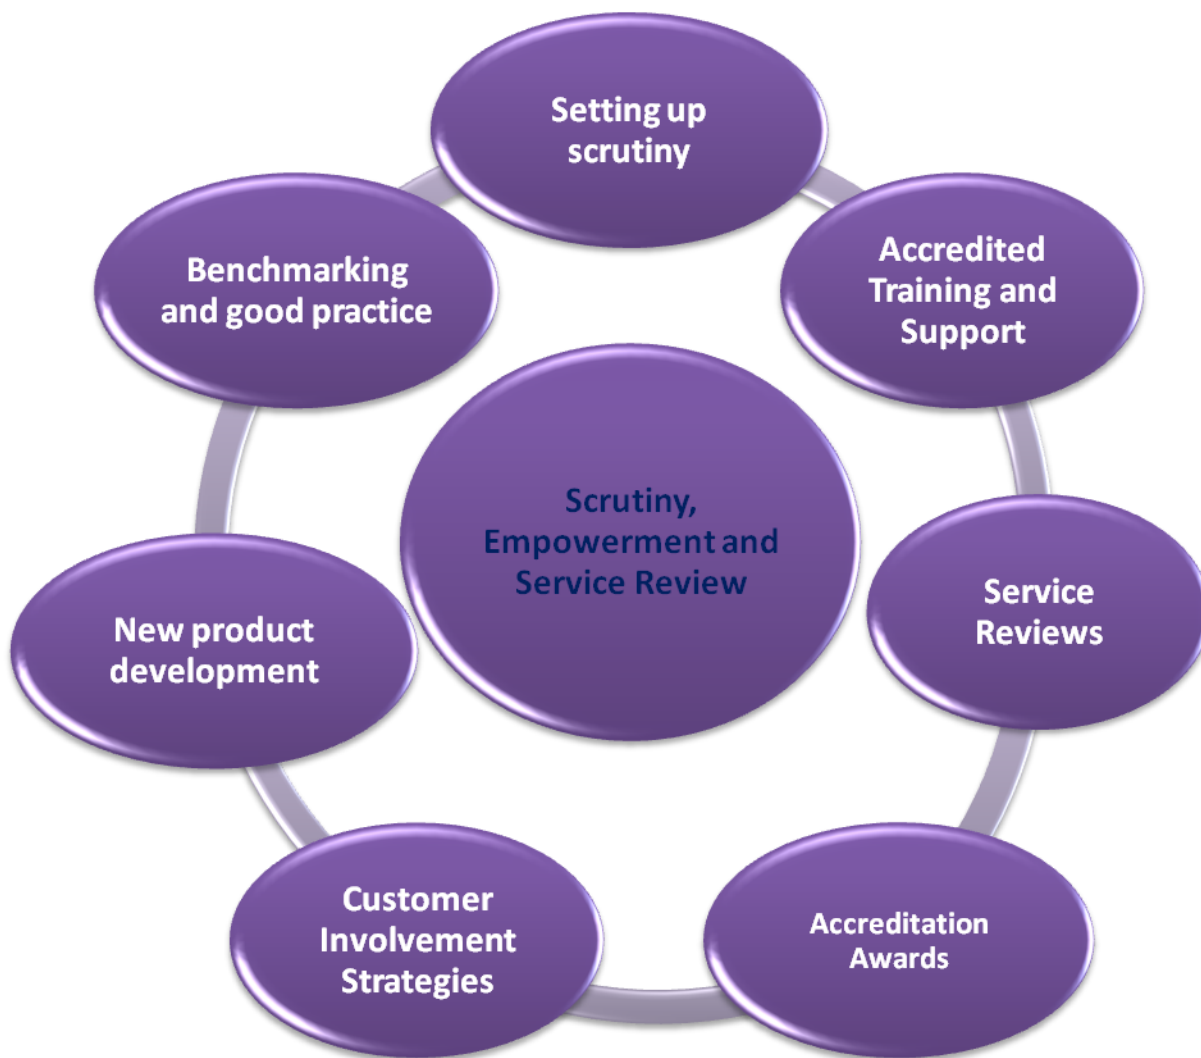 Setting up
scrutiny
Accredited
Training and
Support
Service
Reviews
Accreditation
Awards
Customer
Involvement
Strategies
New product
development
Benchmarking
and good practice
Scrutiny,
Empowerment and
Service Review